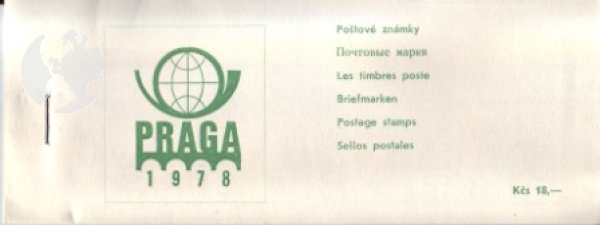 PRAGA
1978
Poštové známky
Почтовые марки
Les timbres poste
Briefmarken
Postage stamps
Sellos postales
Kčs 18,—